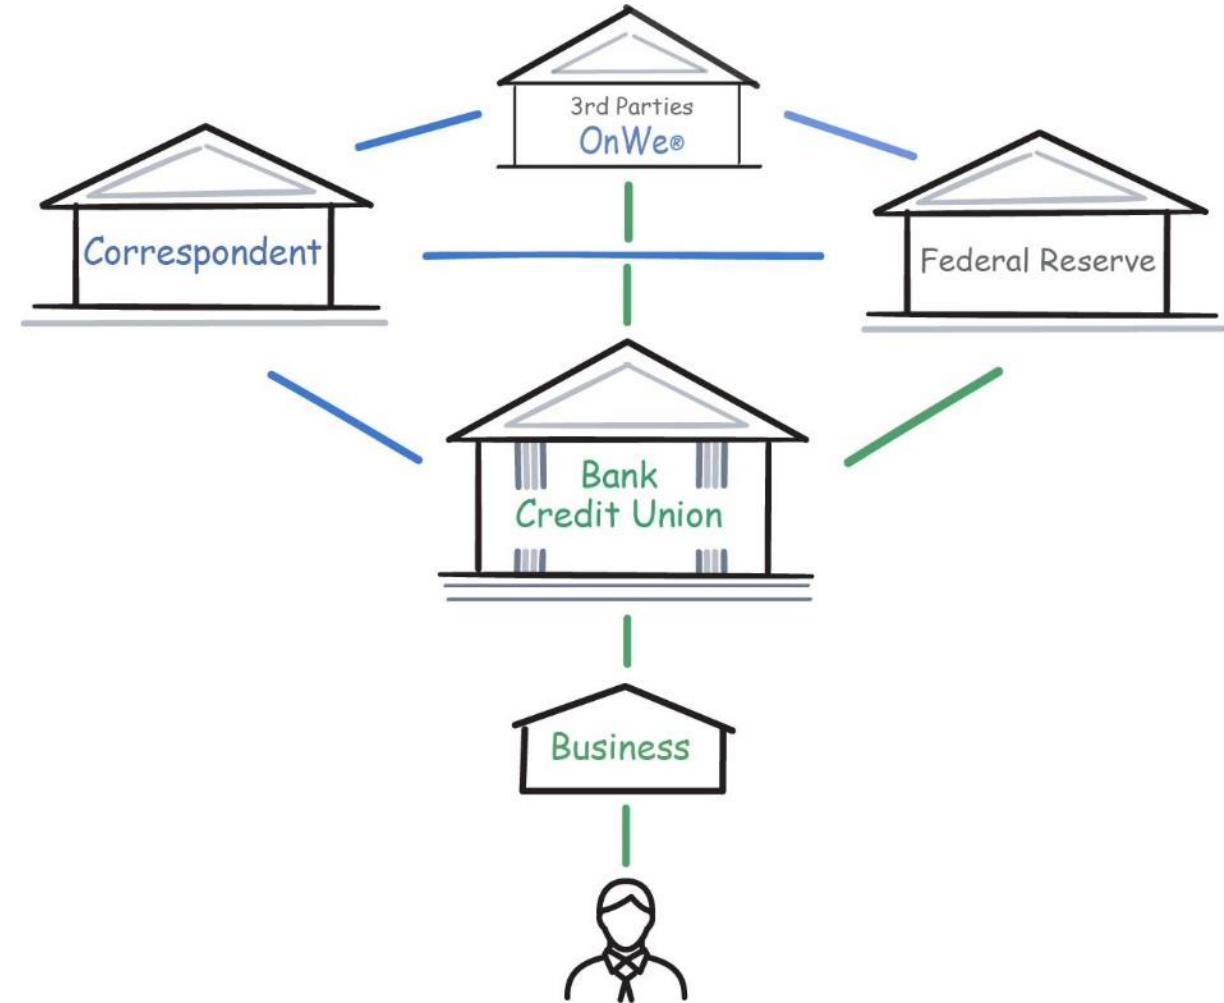 3rd Parties
OnWe®
Correspondent
Federal Reserve
Bank
Credit Union
Business